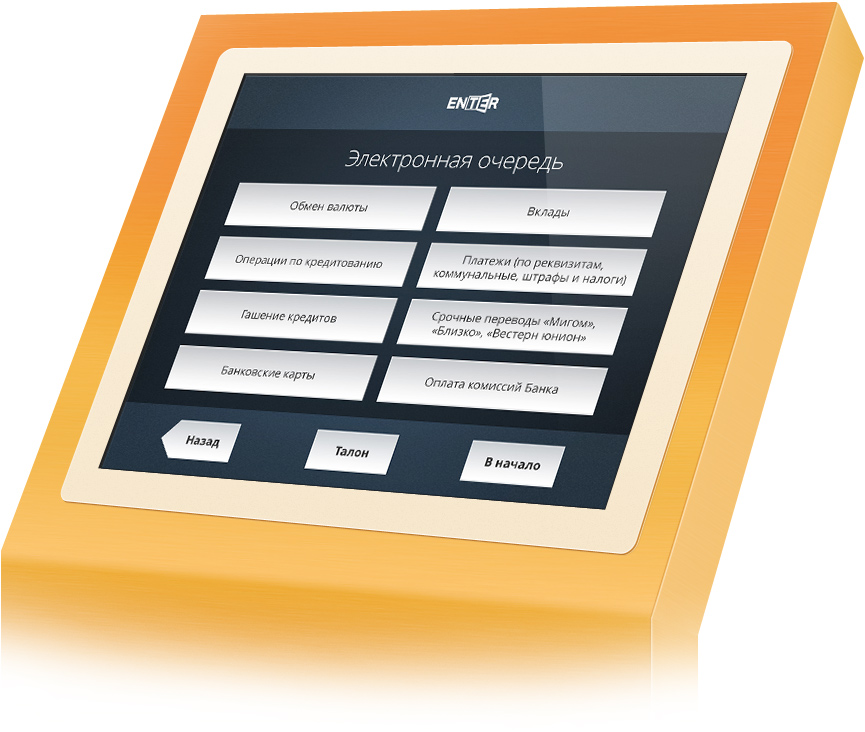 ENTER
Электронная очередь
Обмен валюты
Вклады
Операции по кредитованию
Платежи (по реквизитам,
коммунальные, штрафы и налоги)
Гашение кредитов
Срочные переводы «Мигом»,
«Близко», «Вестерн юнион»
Банковские карты
Оплата комиссий Банка
Назад
Талон
В начало